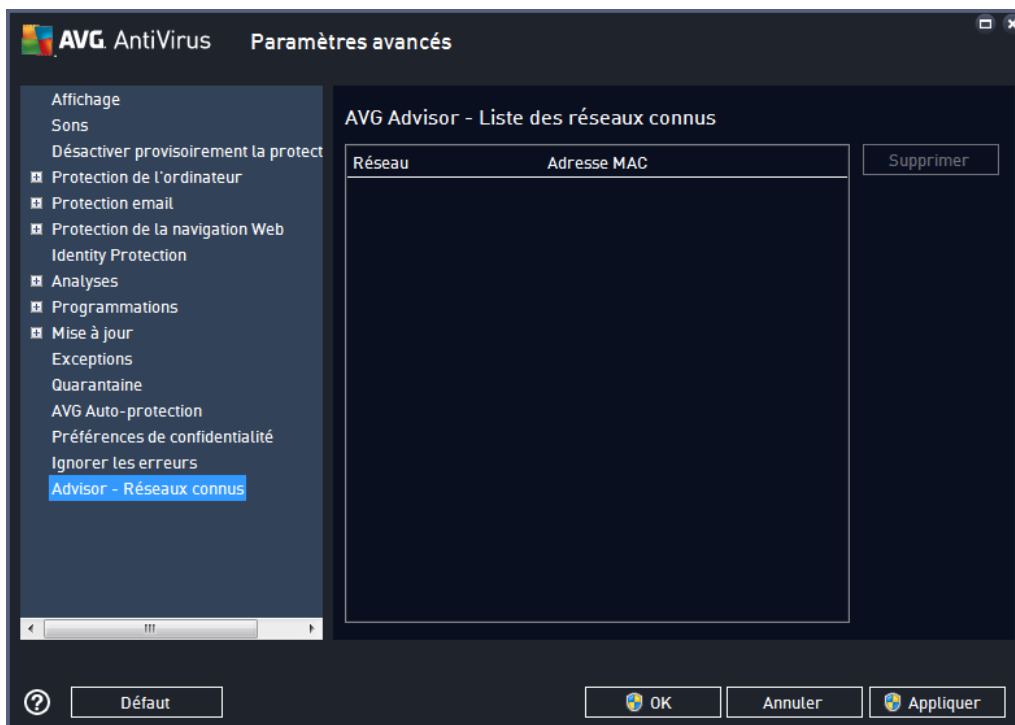 AVG. AntiVirus Paramètres avancés
Affichage
Sons
Désactiver provisoirement la protect
Protection de l'ordinateur
Protection email
Protection de la navigation Web
Identity Protection
Analyses
Programmations
Mise à jour
Exceptions
Quarantaine
AVG Auto-protection
Préférences de confidentialité
Ignorer les erreurs
Advisor - Réseaux connus
AVG Advisor - Liste des réseaux connus
Réseau Adresse MAC
Supprimer
? Défaut OK Annuler Appliquer